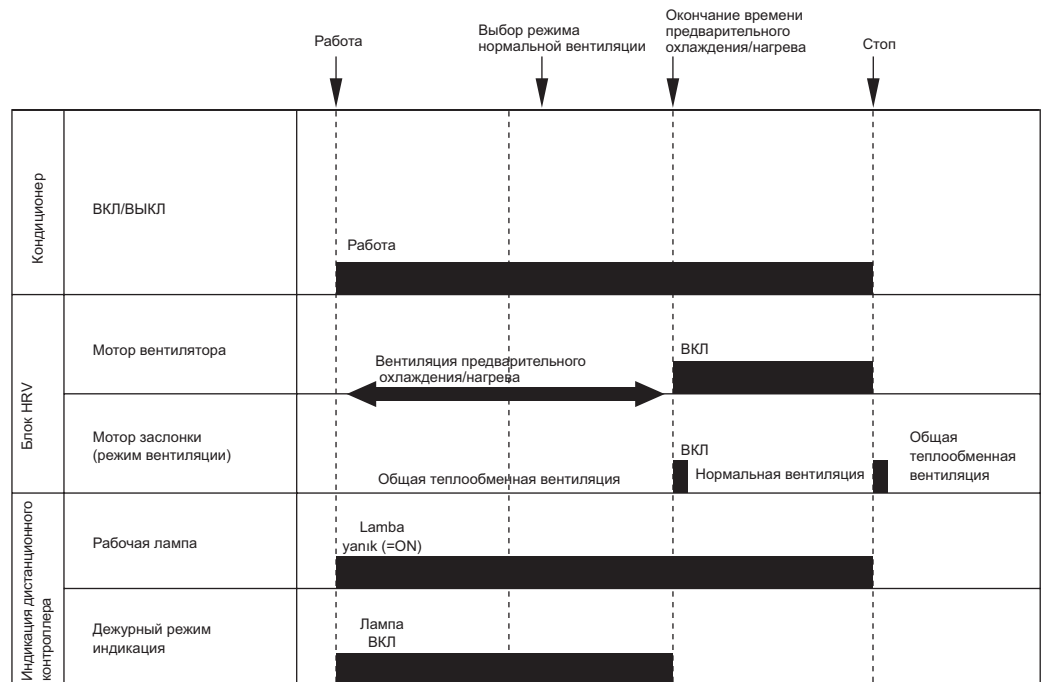 Работа
Выбор режима
нормальной вентиляции
Окончание времени
предварительного
охлаждения/нагрева
Стоп
Кондиционер
ВКЛ/ВЫКЛ
Работа
Блок HRV
Мотор вентилятора
Вентиляция предварительного
охлаждения/нагрева
ВКЛ
Мотор заслонки
(режим вентиляции)
Общая теплообменная вентиляция
ВКЛ
Нормальная вентиляция
Общая
теплообменная
вентиляция
Индикация дистанционного
контроллера
Рабочая лампа
Lamba
yanık (=ON)
Дежурный режим
индикация
Лампа
ВКЛ